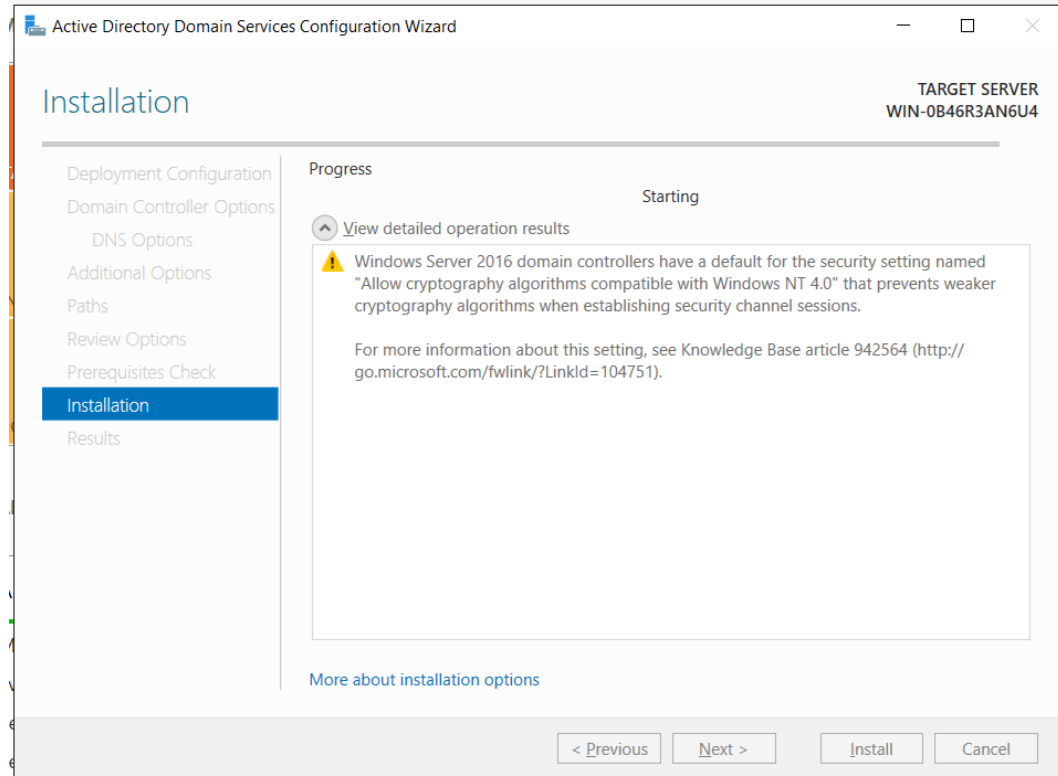 Active Directory Domain Services Configuration Wizard
Installation
TARGET SERVER
WIN-0B46R3AN6U4
Deployment Configuration
Domain Controller Options
DNS Options
Additional Options
Paths
Review Options
Prerequisites Check
Installation
Results
Progress
Starting
View detailed operation results
Windows Server 2016 domain controllers have a default for the security setting named
"Allow cryptography algorithms compatible with Windows NT 4.0" that prevents weaker
cryptography algorithms when establishing security channel sessions.
For more information about this setting, see Knowledge Base article 942564 (http://
go.microsoft.com/fwlink/?LinkId=104751).
More about installation options
< Previous
Next >
Install
Cancel